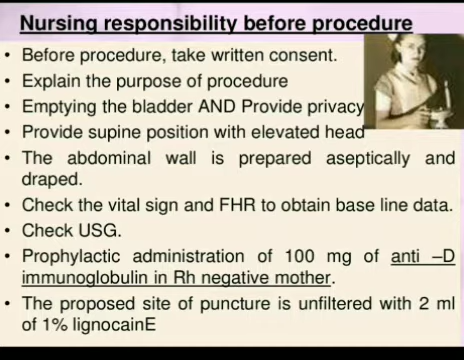 Nursing responsibility before procedure
• Before procedure, take written consent.
• Explain the purpose of procedure
• Emptying the bladder AND Provide privacy
• Provide supine position with elevated head
• The abdominal wall is prepared aseptically and
draped.
• Check the vital sign and FHR to obtain base line data.
• Check USG.
• Prophylactic administration of 100 mg of anti –D
immunoglobulin in Rh negative mother.
• The proposed site of puncture is unfiltered with 2 ml
of 1% lignocainE